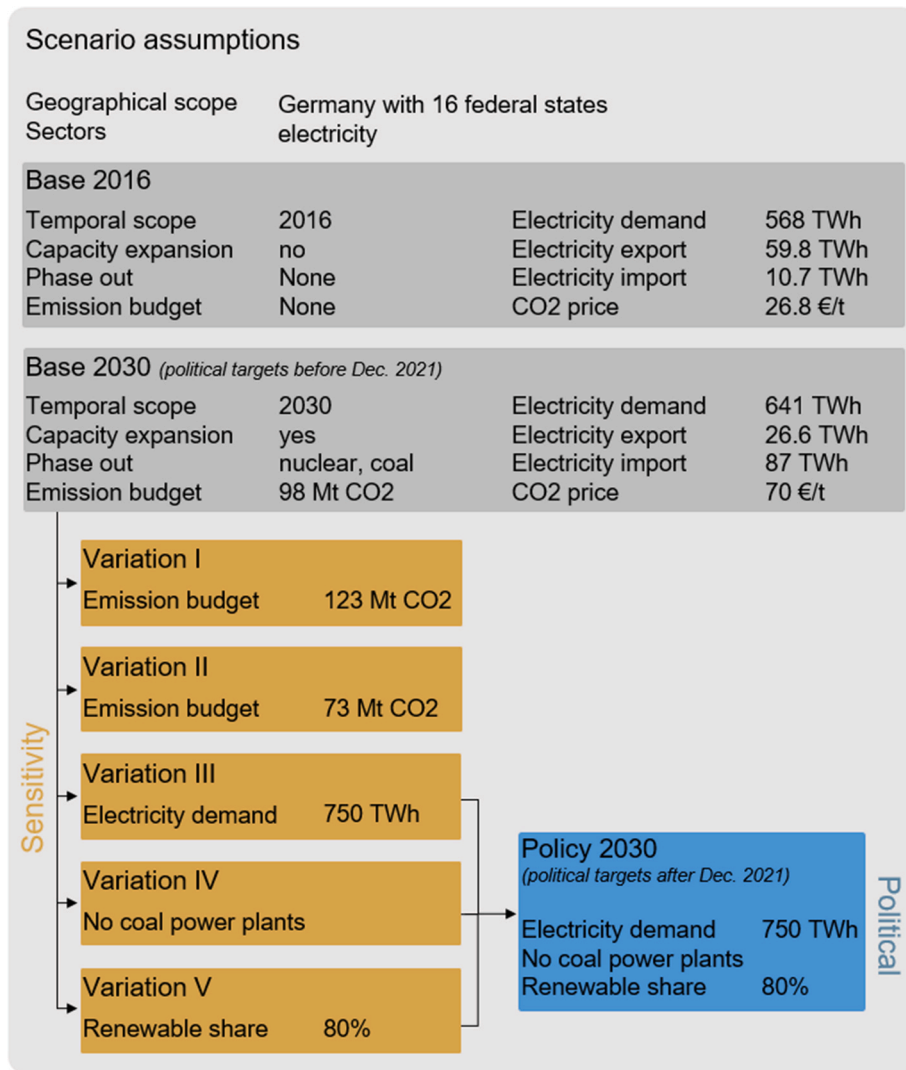 Scenario assumptions
Geographical scope Germany with 16 federal states
Sectors electricity
Base 2016
Temporal scope 2016 Electricity demand 568 TWh
Capacity expansion no Electricity export 59.8 TWh
Phase out None Electricity import 10.7 TWh
Emission budget None CO2 price 26.8 €/t
Base 2030 (political targets before Dec. 2021)
Temporal scope 2030 Electricity demand 641 TWh
Capacity expansion yes Electricity export 26.6 TWh
Phase out nuclear, coal Electricity import 87 TWh
Emission budget 98 Mt CO2 CO2 price 70 €/t
Sensitivity
Variation I
Emission budget 123 Mt CO2
Variation II
Emission budget 73 Mt CO2
Variation III
Electricity demand 750 TWh
Variation IV
No coal power plants
Variation V
Renewable share 80%
Policy 2030
(political targets after Dec. 2021)
Electricity demand 750 TWh
No coal power plants
Renewable share 80%
Political